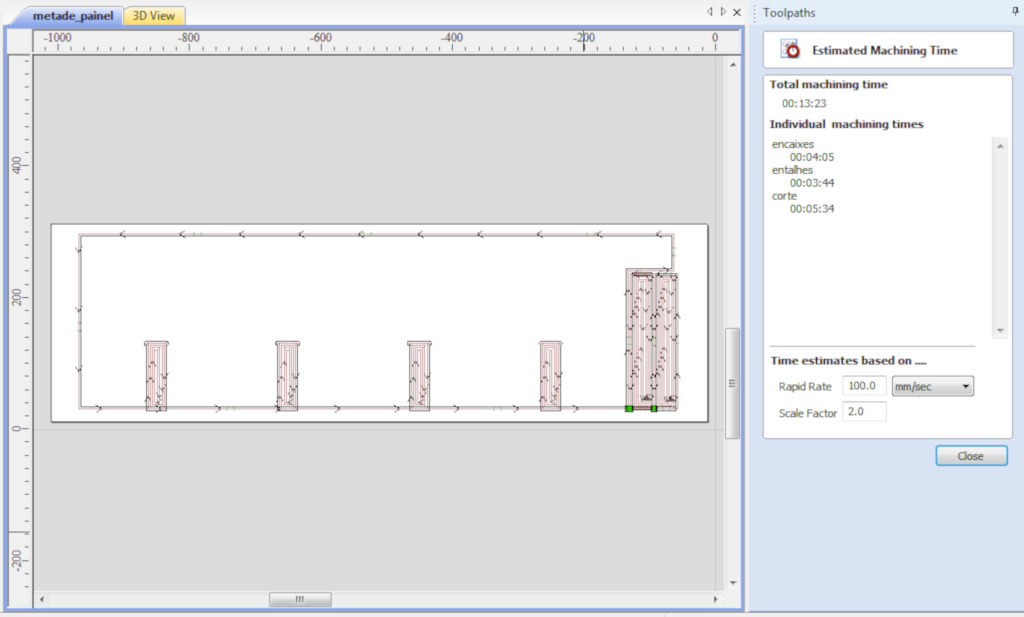 metade_painel
3D View
Toolpaths
-1000
-800
-600
-400
-200
0
Estimated Machining Time
Total machining time
00:13:23
Individual machining times
encaixes
00:04:05
entalhes
00:03:44
corte
00:05:34
400
200
0
-200
Time estimates based on ....
Rapid Rate 100.0 mm/sec
Scale Factor 2.0
Close